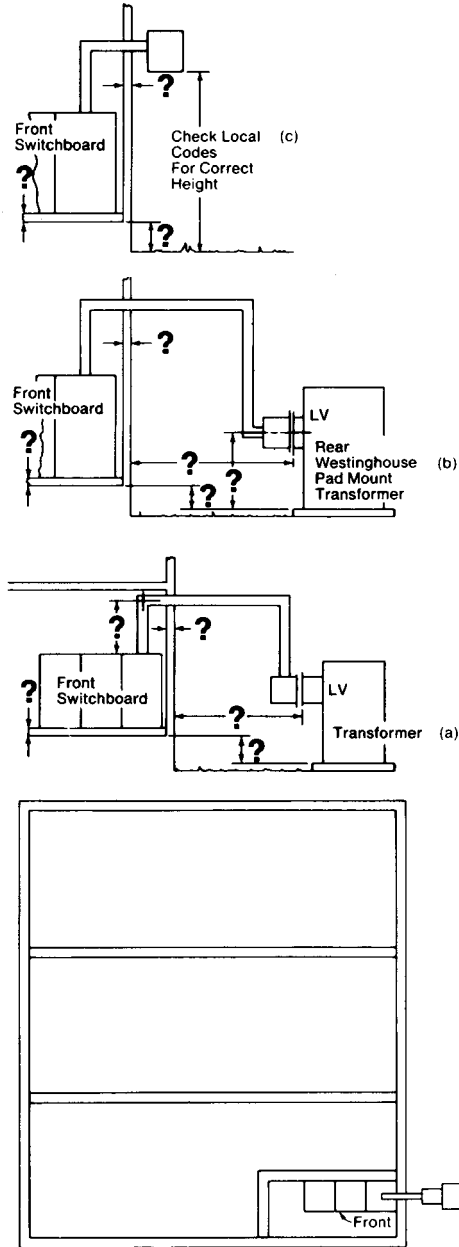 ?
Front
Switchboard
Check Local (c)
Codes
For Correct
Height
?
?
?
Front
Switchboard
LV
?
?
Rear
Westinghouse (b)
Pad Mount
Transformer
?
?
?
?
Front
Switchboard
?
LV
?
Transformer (a)
?
Front